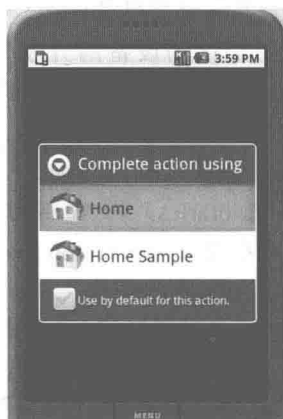 3:59 PM
Complete action using
Home
Home Sample
Use by default for this action.
MENU